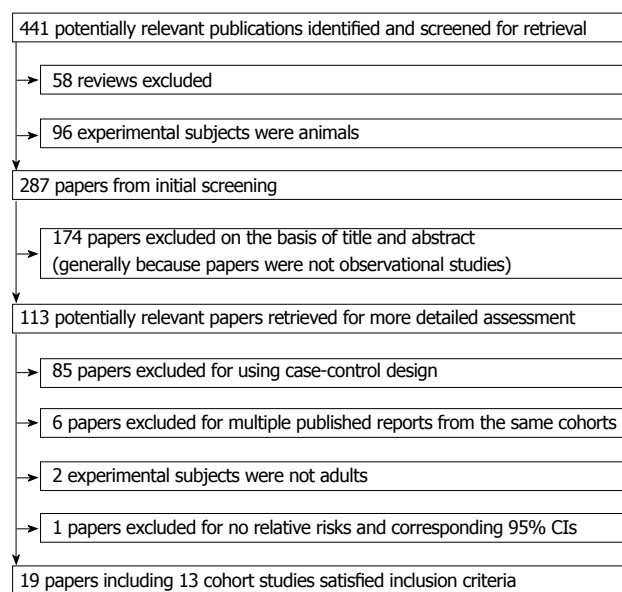 441 potentially relevant publications identified and screened for retrieval
58 reviews excluded
96 experimental subjects were animals
287 papers from initial screening
174 papers excluded on the basis of title and abstract
(generally because papers were not observational studies)
113 potentially relevant papers retrieved for more detailed assessment
85 papers excluded for using case-control design
6 papers excluded for multiple published reports from the same cohorts
2 experimental subjects were not adults
1 papers excluded for no relative risks and corresponding 95% CIs
19 papers including 13 cohort studies satisfied inclusion criteria